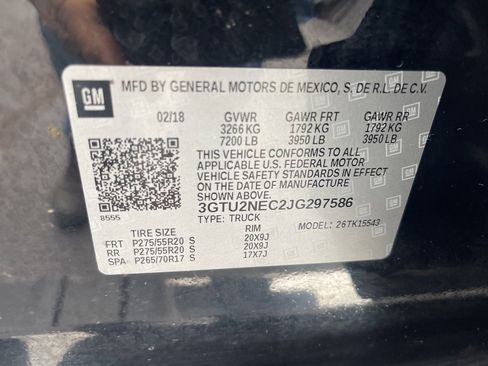 GM
MFD BY GENERAL MOTORS DE MEXICO, S. DE R.L. DE C.V.
02/18 GVWR GAWR FRT GAWR RR
3266 KG 1792 KG 1792 KG
7200 LB 3950 LB 3950 LB
THIS VEHICLE CONFORMS TO ALL
APPLICABLE U.S. FEDERAL MOTOR
VEHICLE SAFETY STANDARDS IN EFFECT
ON THE DATE OF MANUFACTURE SHOWN ABOVE.
3GTU2NEC2JG297586
8555
TYPE: TRUCK MODEL: 26TK15543
TIRE SIZE RIM
FRT P275/55R20 S 20X9J
RR P275/55R20 S 20X9J
SPA P265/70R17 S 17X7J